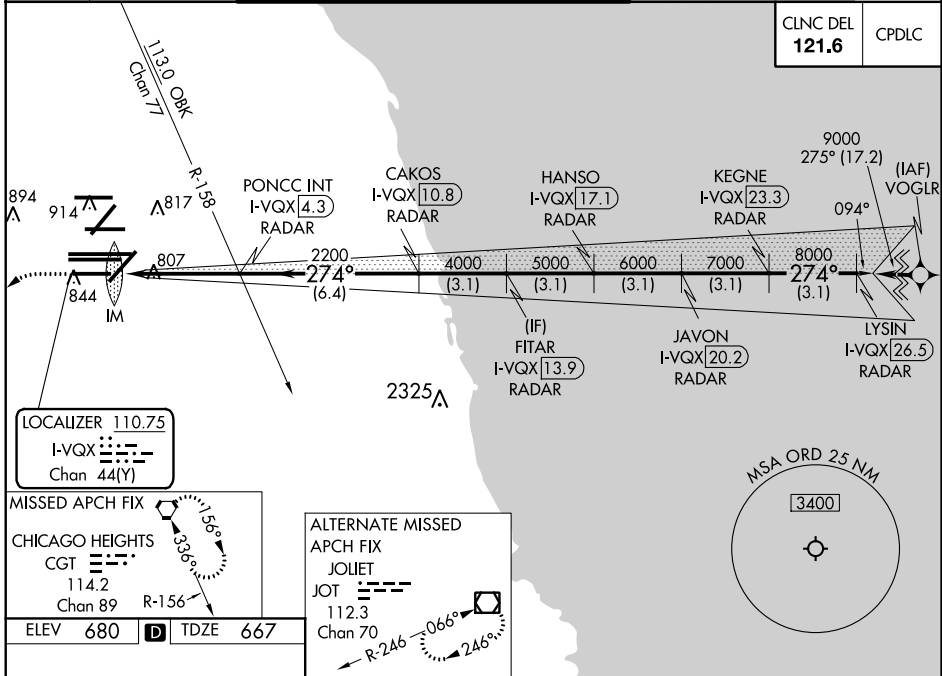 CLNC DEL
121.6
CPDLC
113.0 OBK
Chan 77
R-158
894
914
817
807
844
IM
PONCC INT
I-VQX 4.3
RADAR
CAKOS
I-VQX 10.8
RADAR
HANSO
I-VQX 17.1
RADAR
KEGNE
I-VQX 23.3
RADAR
9000
275° (17.2)
(IAF)
VOGLR
094°
2200
274°
(6.4)
4000
(3.1)
5000
(3.1)
6000
(3.1)
7000
(3.1)
8000
274°
(3.1)
(IF)
FITAR
I-VQX 13.9
RADAR
JAVON
I-VQX 20.2
RADAR
LYSIN
I-VQX 26.5
RADAR
2325
LOCALIZER 110.75
I-VQX
Chan 44(Y)
MISSED APCH FIX
CHICAGO HEIGHTS
CGT
114.2
Chan 89
156°
336°
R-156
ALTERNATE MISSED
APCH FIX
JOLIET
JOT
112.3
Chan 70
R-246
066°
246°
MSA ORD 25 NM
3400
ELEV 680 D TDZE 667